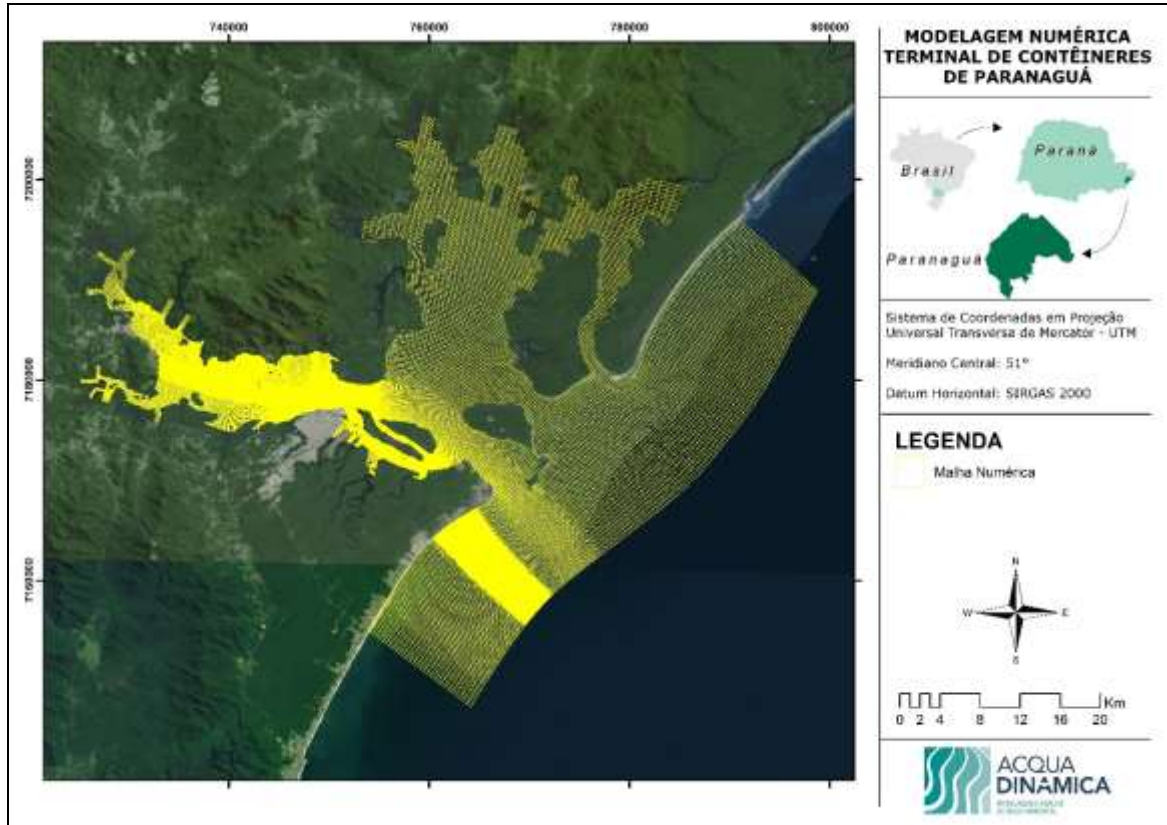 740000 760000 780000 800000
7200000
7180000
7160000
MODELAGEM NUMÉRICA
TERMINAL DE CONTÊINERES
DE PARANAGUÁ
Brasil
Paraná
Paranaguá
Sistema de Coordenadas em Projeção
Universal Transversa de Mercator - UTM
Meridiano Central: 51°
Datum Horizontal: SIRGAS 2000
LEGENDA
Malha Numérica
N
W E
S
Km
0 2 4 8 12 16 20
ACQUA
DINÂMICA